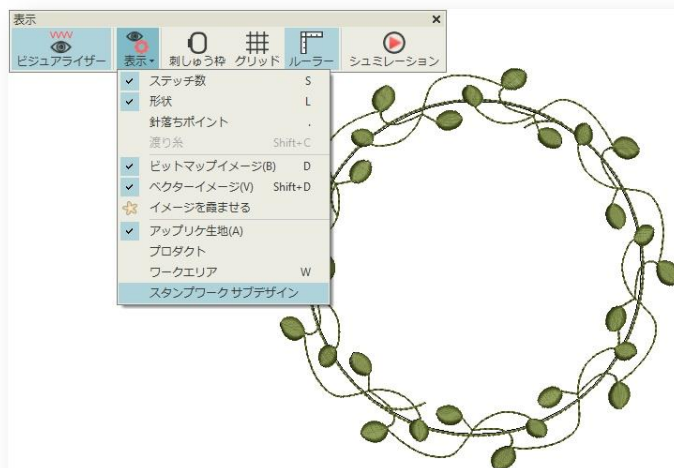 表示
ビジュアライザー 表示 刺しゅう枠 グリッド ルーラー シュミレーション
ステッチ数 S
形状 L
針落ちポイント .
渡り糸 Shift+C
ビットマップイメージ(B) D
ベクターイメージ(V) Shift+D
イメージを霞ませる
アップリケ生地(A)
プロダクト
ワークエリア W
スタンプワーク サブデザイン